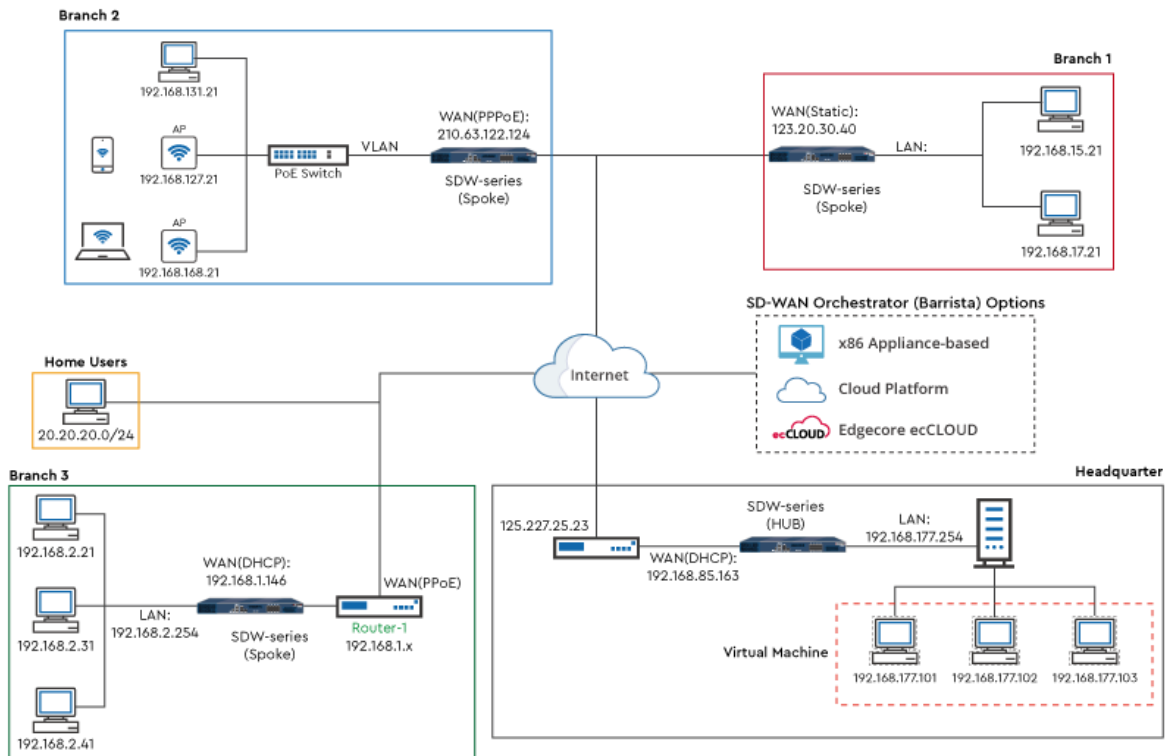 Branch 2
192.168.131.21
AP
192.168.127.21
AP
192.168.168.21
PoE Switch
VLAN
WAN(PPPoE):
210.63.122.124
SDW-series
(Spoke)
Branch 1
WAN(Static):
123.20.30.40
SDW-series
(Spoke)
LAN:
192.168.15.21
192.168.17.21
SD-WAN Orchestrator (Barrista) Options
x86 Appliance-based
Cloud Platform
ecCLOUD
Edgecore ecCLOUD
Internet
Home Users
20.20.20.0/24
Branch 3
192.168.2.21
192.168.2.31
192.168.2.41
LAN:
192.168.2.254
WAN(DHCP):
192.168.1.146
SDW-series
(Spoke)
WAN(PPoE)
Router-1
192.168.1.x
Headquarter
125.227.25.23
WAN(DHCP):
192.168.85.163
SDW-series
(HUB)
LAN:
192.168.177.254
Virtual Machine
192.168.177.101
192.168.177.102
192.168.177.103